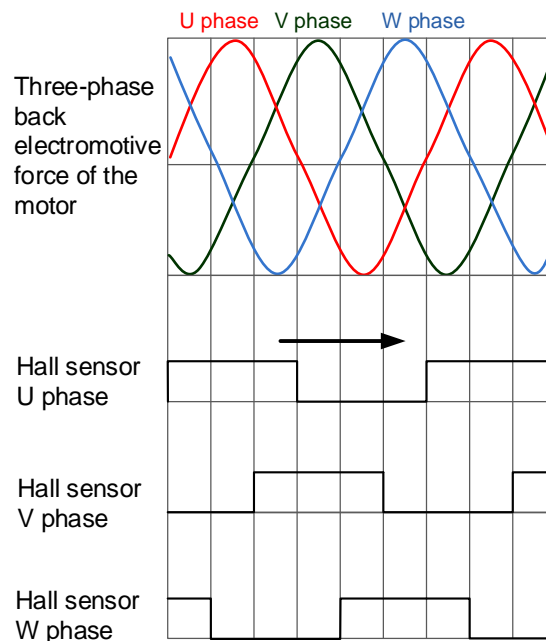 U phase V phase W phase
Three-phase
back
electromotive
force of the
motor
Hall sensor
U phase
Hall sensor
V phase
Hall sensor
W phase